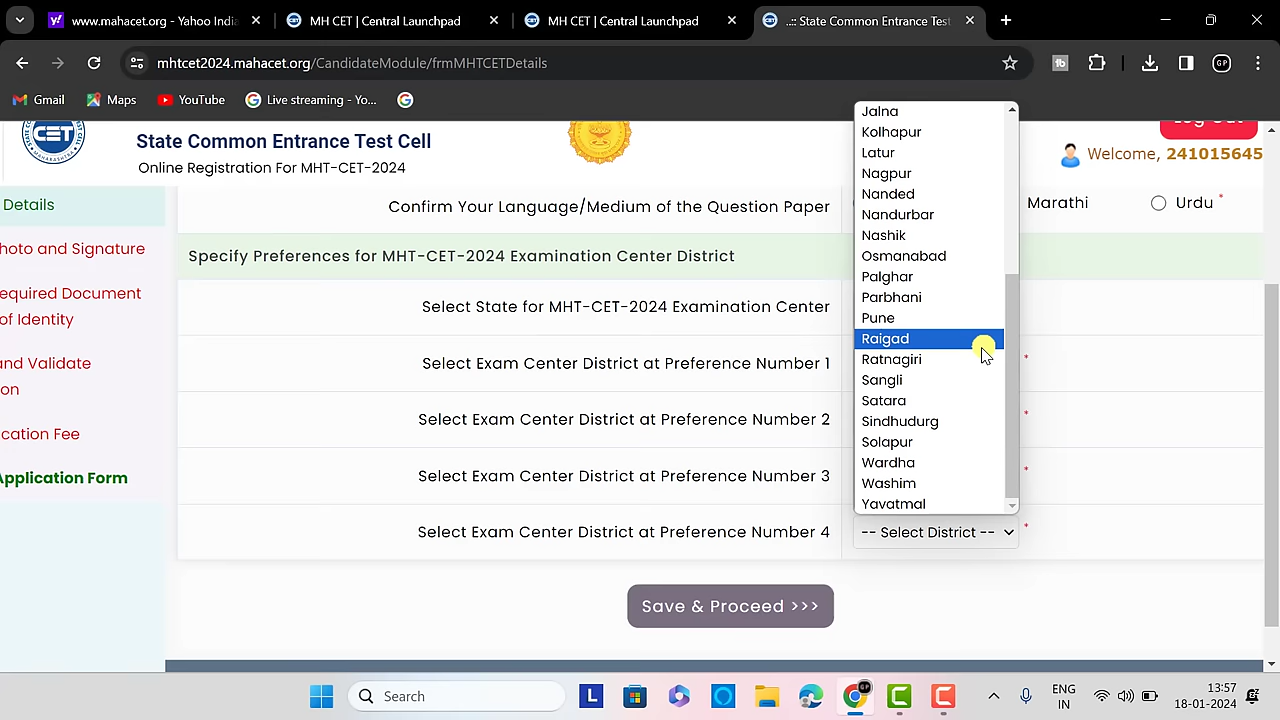 www.mahacet.org - Yahoo Indi
MH CET | Central Launchpad
MH CET | Central Launchpad
..:: State Common Entrance Test
mhtcet2024.mahacet.org/CandidateModule/frmMHTCETDetails
Gmail
Maps
YouTube
Live streaming - Yo...
State Common Entrance Test Cell
Online Registration For MHT-CET-2024
Log Out
Welcome, 241015645
Details
hoto and Signature
equired Document
of Identity
and Validate
on
cation Fee
Application Form
Confirm Your Language/Medium of the Question Paper
Marathi
Urdu *
Specify Preferences for MHT-CET-2024 Examination Center District
Select State for MHT-CET-2024 Examination Center
Select Exam Center District at Preference Number 1
*
Select Exam Center District at Preference Number 2
*
Select Exam Center District at Preference Number 3
*
Select Exam Center District at Preference Number 4
-- Select District --
*
Jalna
Kolhapur
Latur
Nagpur
Nanded
Nandurbar
Nashik
Osmanabad
Palghar
Parbhani
Pune
Raigad
Ratnagiri
Sangli
Satara
Sindhudurg
Solapur
Wardha
Washim
Yavatmal
Save & Proceed >>>
Search
ENG
IN
13:57
18-01-2024